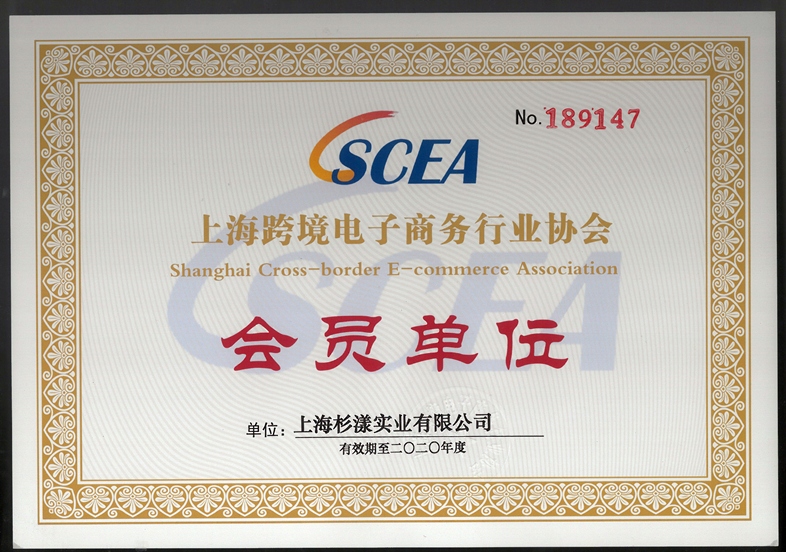 No.189147
SCEA
上海跨境电子商务行业协会
Shanghai Cross-border E-commerce Association
会员单位
单位：上海杉漾实业有限公司
有效期至二〇二〇年度